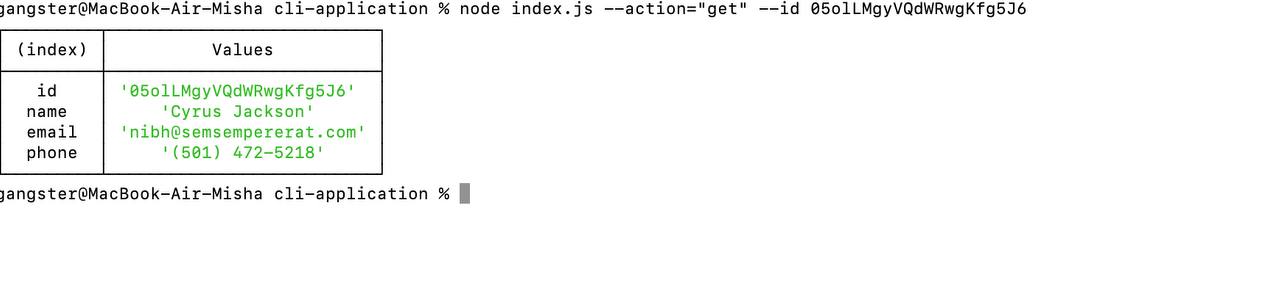 gangster@MacBook-Air-Misha cli-application % node index.js --action="get" --id 05olLMgyVQdWRwgKfg5J6
(index) Values
id '05olLMgyVQdWRwgKfg5J6'
name 'Cyrus Jackson'
email 'nibh@semsempererat.com'
phone '(501) 472-5218'
gangster@MacBook-Air-Misha cli-application %